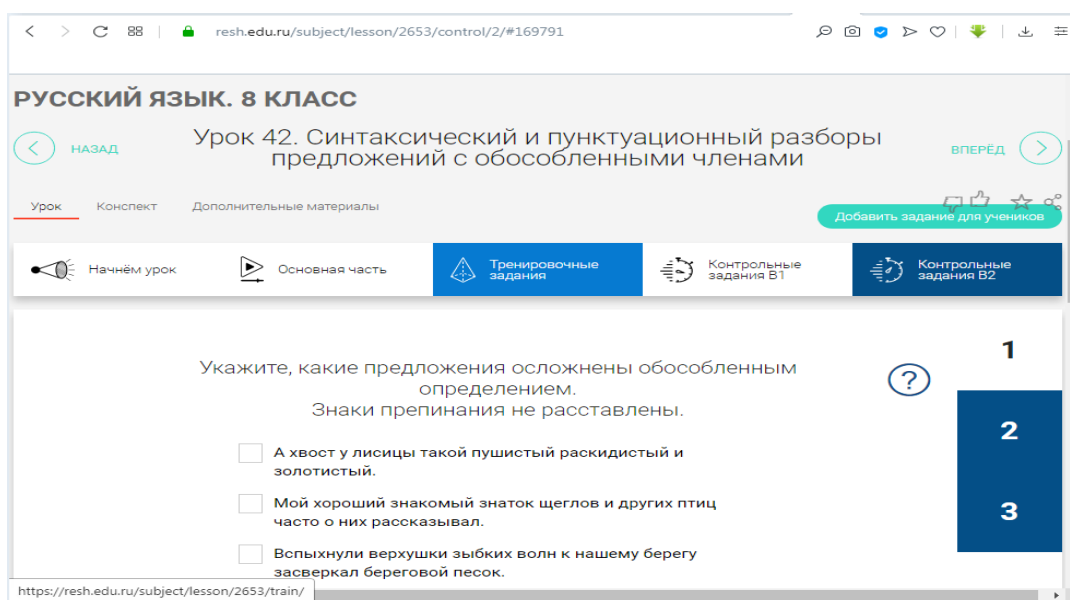 resh.edu.ru/subject/lesson/2653/control/2/#169791
РУССКИЙ ЯЗЫК. 8 КЛАСС
НАЗАД
Урок 42. Синтаксический и пунктуационный разборы
предложений с обособленными членами
ВПЕРЁД
Урок Конспект Дополнительные материалы
Добавить задание для учеников
Начнём урок
Основная часть
Тренировочные
задания
Контрольные
задания В1
Контрольные
задания В2
Укажите, какие предложения осложнены обособленным
определением.
Знаки препинания не расставлены.
?
1
2
3
А хвост у лисицы такой пушистый раскидистый и
золотистый.
Мой хороший знакомый знаток щеглов и других птиц
часто о них рассказывал.
Вспыхнули верхушки зыбких волн к нашему берегу
засверкал береговой песок.
https://resh.edu.ru/subject/lesson/2653/train/